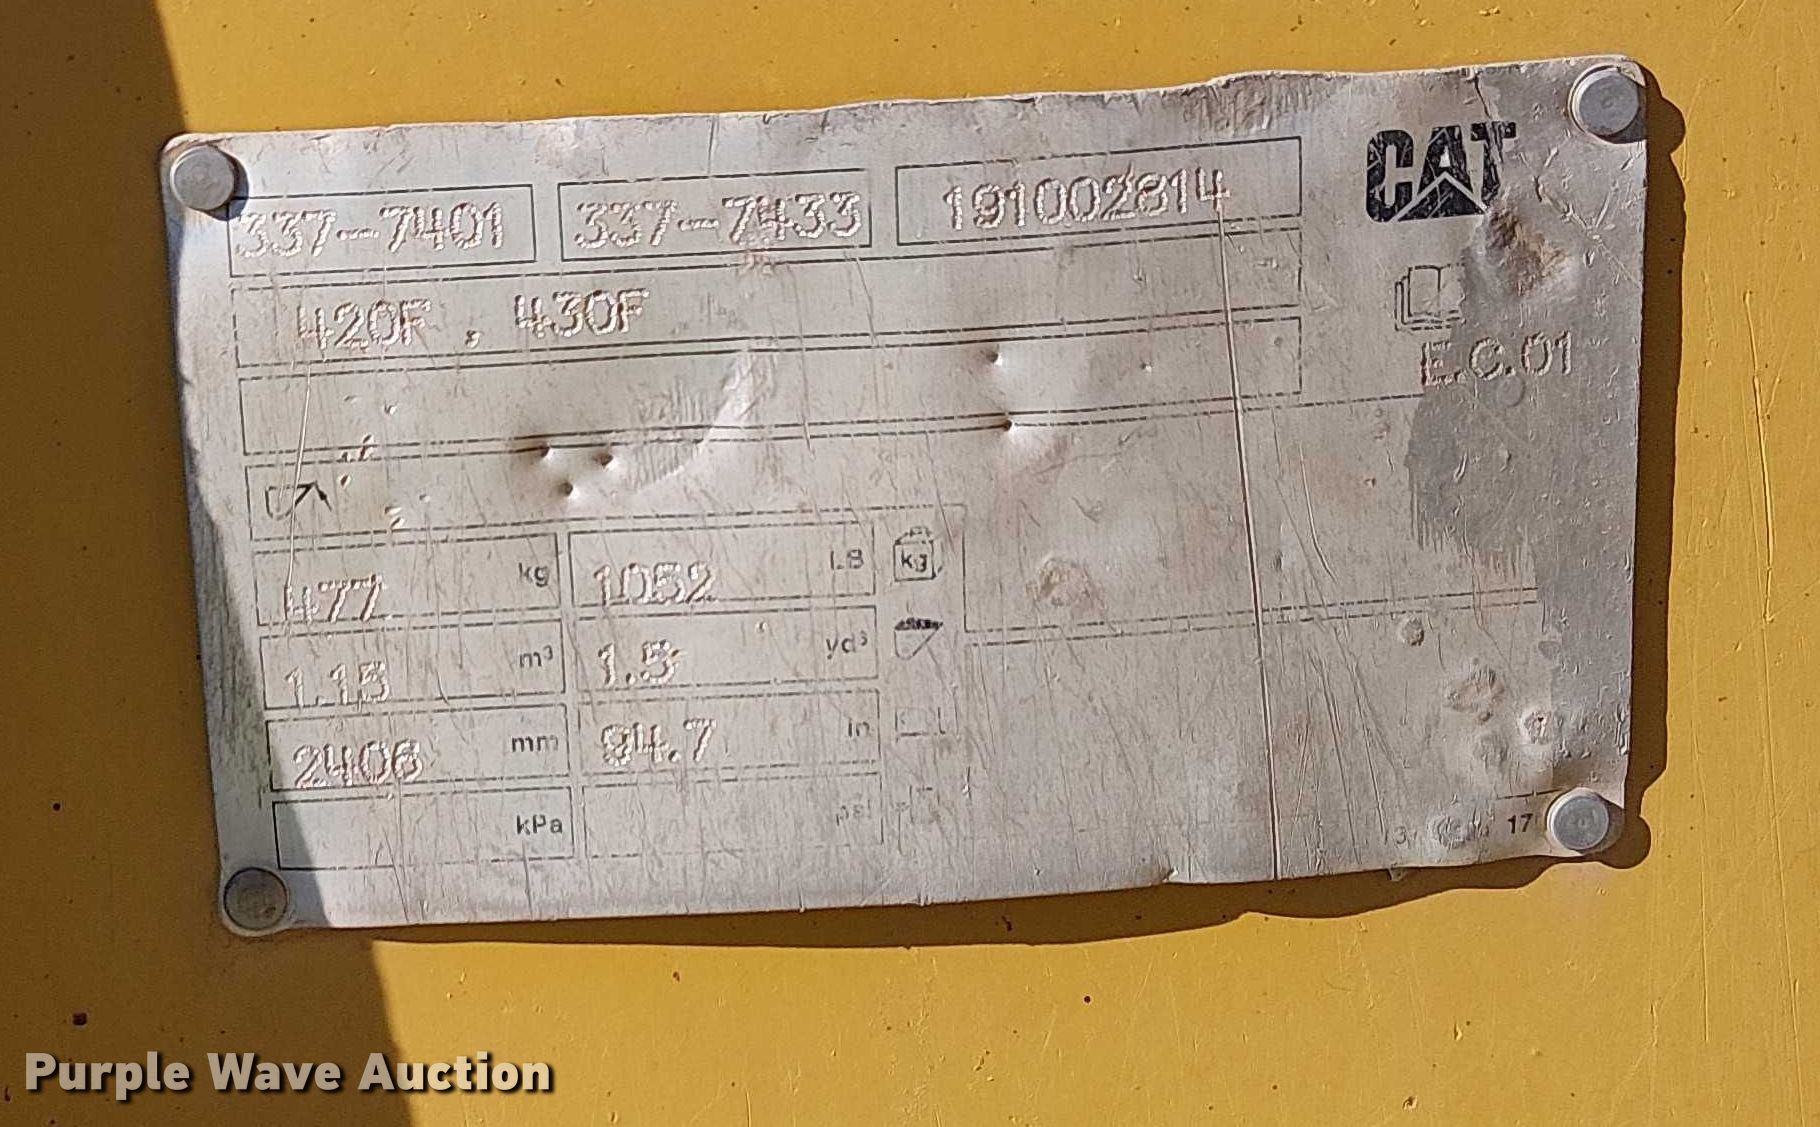 337-7401 337-7433 191002814 CAT
420F , 430F
E.C.01
477 kg 1052 LB kg
1.15 m³ 1.5 yd³
2406 mm 94.7 in
kPa psi
17
Purple Wave Auction